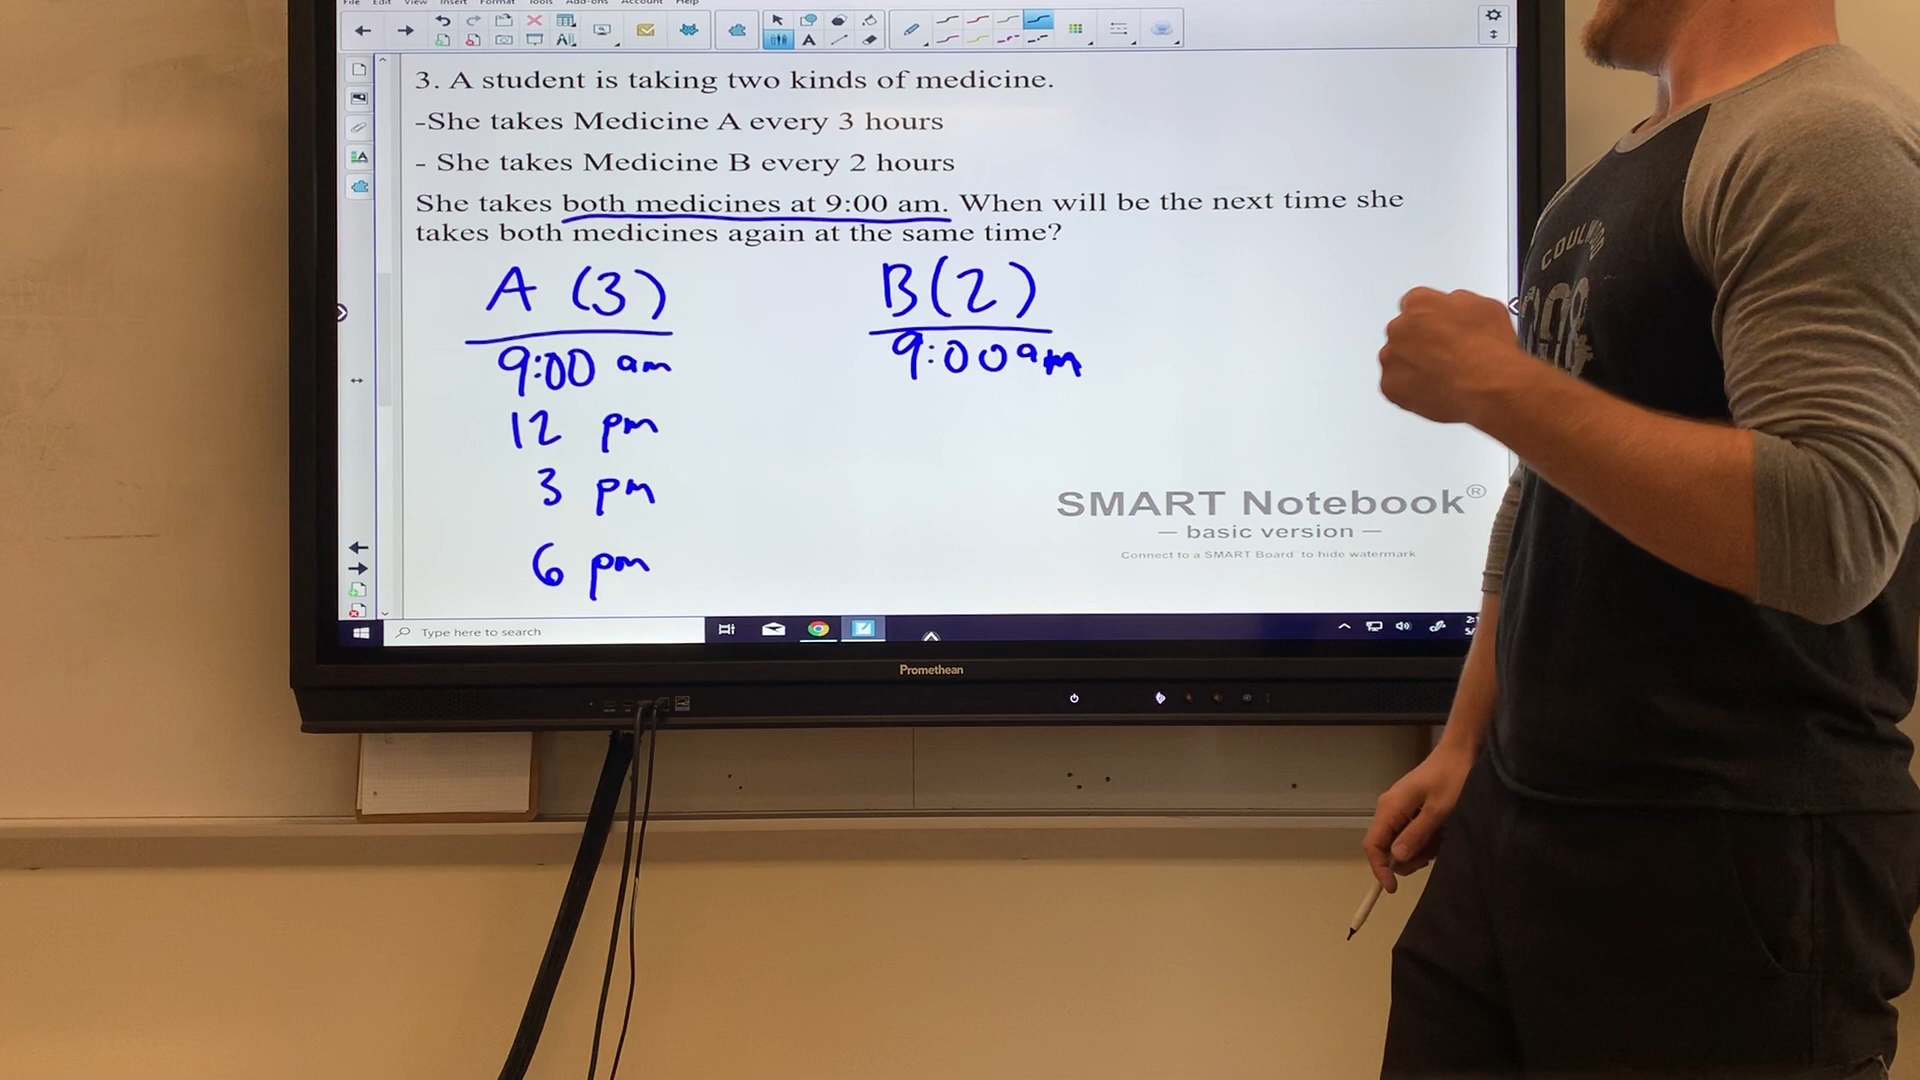 File Edit View Insert Format Tools Add-ons Account Help
3. A student is taking two kinds of medicine.
-She takes Medicine A every 3 hours
- She takes Medicine B every 2 hours
She takes both medicines at 9:00 am. When will be the next time she
takes both medicines again at the same time?
A (3)
B (2)
9:00 am
9:00 am
12 pm
3 pm
6 pm
SMART Notebook®
— basic version —
Connect to a SMART Board to hide watermark
Type here to search
Promethean